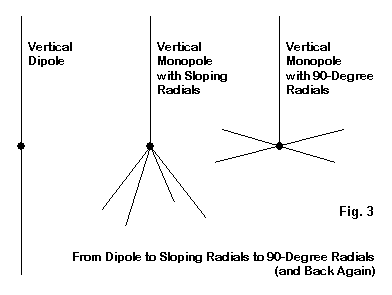 Vertical
Dipole
Vertical
Monopole
with Sloping
Radials
Vertical
Monopole
with 90-Degree
Radials
Fig. 3
From Dipole to Sloping Radials to 90-Degree Radials
(and Back Again)